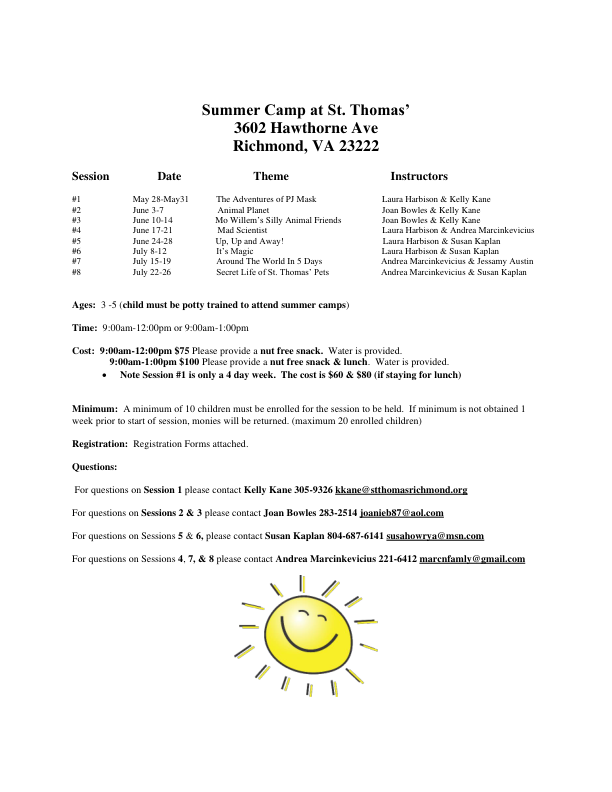 Summer Camp at St. Thomas’
3602 Hawthorne Ave
Richmond, VA 23222
Session Date Theme Instructors
#1 May 28-May31 The Adventures of PJ Mask Laura Harbison & Kelly Kane
#2 June 3-7 Animal Planet Joan Bowles & Kelly Kane
#3 June 10-14 Mo Willem’s Silly Animal Friends Joan Bowles & Kelly Kane
#4 June 17-21 Mad Scientist Laura Harbison & Andrea Marcinkevicius
#5 June 24-28 Up, Up and Away! Laura Harbison & Susan Kaplan
#6 July 8-12 It’s Magic Laura Harbison & Susan Kaplan
#7 July 15-19 Around The World In 5 Days Andrea Marcinkevicius & Jessamy Austin
#8 July 22-26 Secret Life of St. Thomas’ Pets Andrea Marcinkevicius & Susan Kaplan
Ages: 3 -5 (child must be potty trained to attend summer camps)
Time: 9:00am-12:00pm or 9:00am-1:00pm
Cost: 9:00am-12:00pm $75 Please provide a nut free snack. Water is provided.
9:00am-1:00pm $100 Please provide a nut free snack & lunch. Water is provided.
• Note Session #1 is only a 4 day week. The cost is $60 & $80 (if staying for lunch)
Minimum: A minimum of 10 children must be enrolled for the session to be held. If minimum is not obtained 1
week prior to start of session, monies will be returned. (maximum 20 enrolled children)
Registration: Registration Forms attached.
Questions:
For questions on Session 1 please contact Kelly Kane 305-9326 kkane@stthomasrichmond.org
For questions on Sessions 2 & 3 please contact Joan Bowles 283-2514 joanieb87@aol.com
For questions on Sessions 5 & 6, please contact Susan Kaplan 804-687-6141 susahowrya@msn.com
For questions on Sessions 4, 7, & 8 please contact Andrea Marcinkevicius 221-6412 marcnfamly@gmail.com